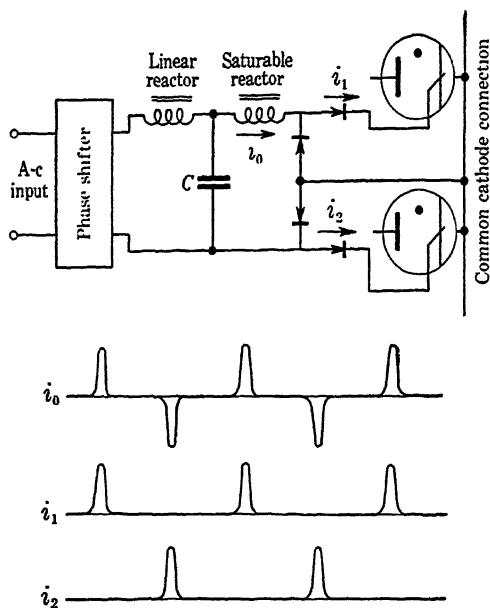 Linear
reactor
Saturable
reactor
i₁
i₀
A-c
input
Phase shifter
C
i₂
Common cathode connection
i₀
i₁
i₂